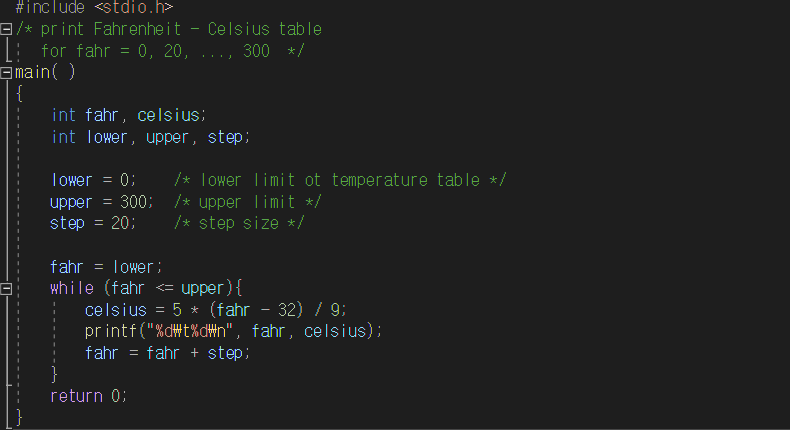 #include <stdio.h>
/* print Fahrenheit - Celsius table
for fahr = 0, 20, ..., 300 */
main( )
{
int fahr, celsius;
int lower, upper, step;
lower = 0; /* lower limit ot temperature table */
upper = 300; /* upper limit */
step = 20; /* step size */
fahr = lower;
while (fahr <= upper){
celsius = 5 * (fahr - 32) / 9;
printf("%d₩t%d₩n", fahr, celsius);
fahr = fahr + step;
}
return 0;
}